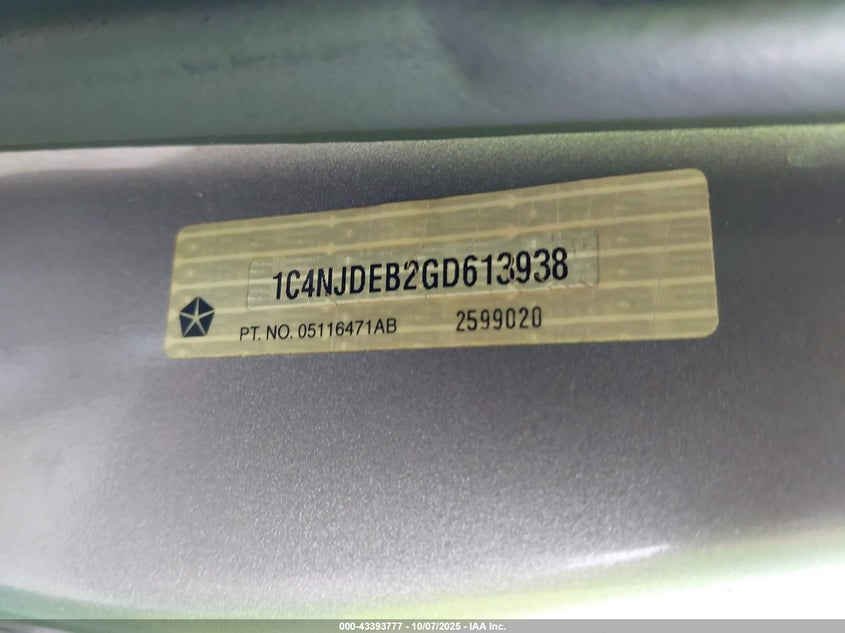 1C4NJDEB2GD613938
PT. NO. 05116471AB 2599020
000-43393777 - 10/07/2025 - IAA Inc.